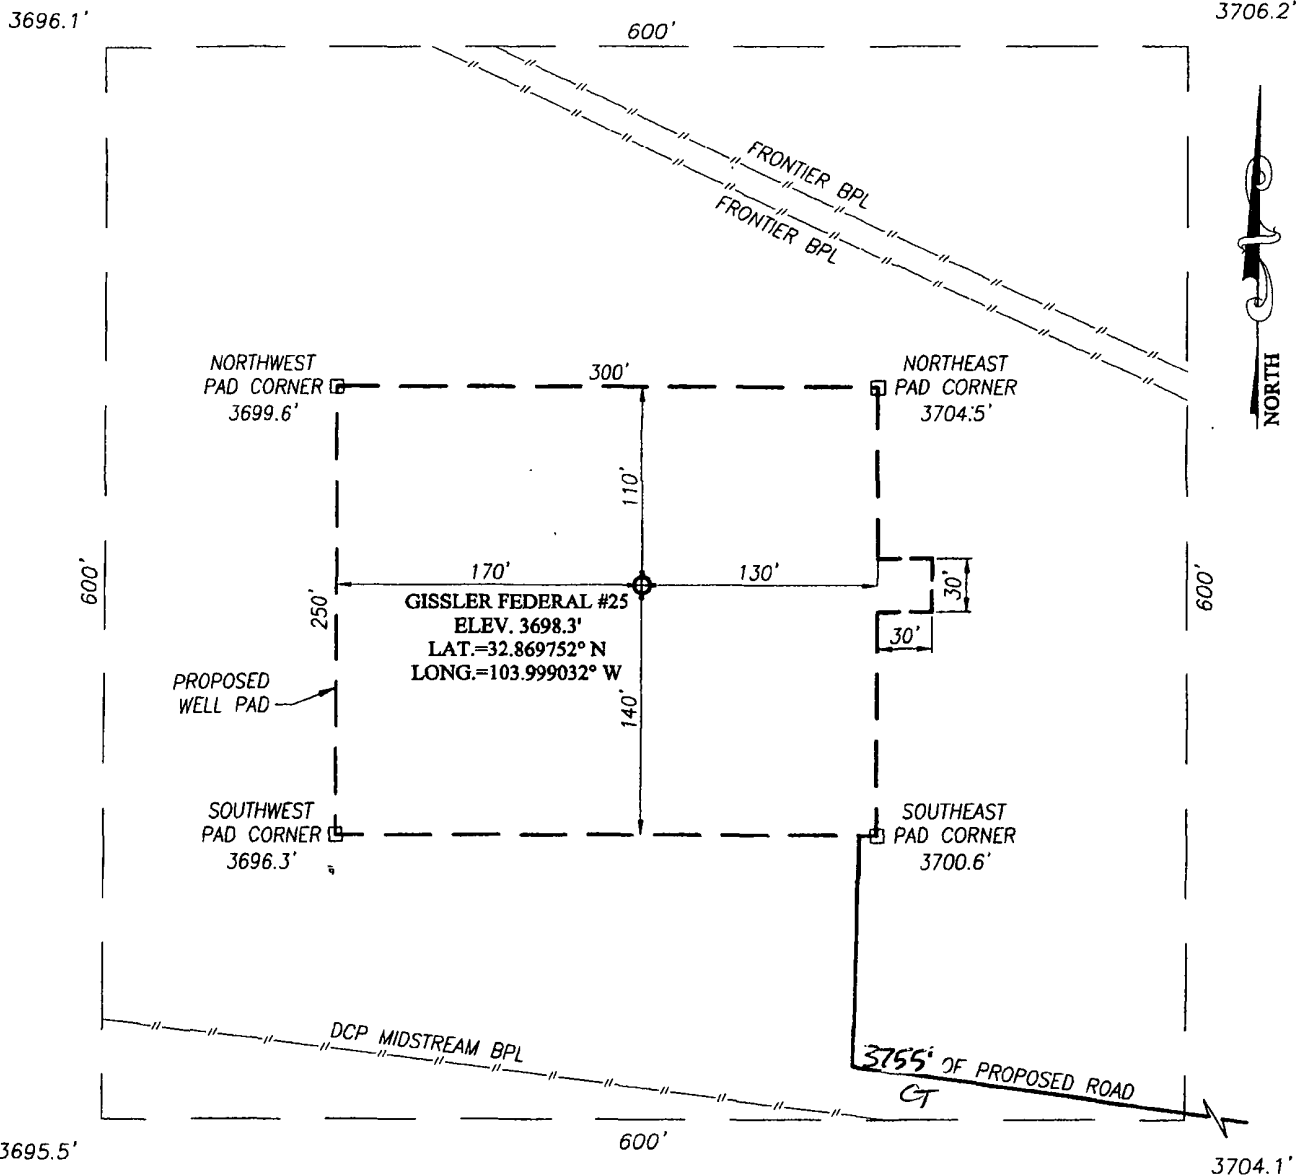 3696.1'
3706.2'
600'
FRONTIER BPL
FRONTIER BPL
NORTH
NORTHWEST
PAD CORNER
3699.6'
300'
NORTHEAST
PAD CORNER
3704.5'
110'
600'
250'
170'
130'
30'
30'
600'
GISSLER FEDERAL #25
ELEV. 3698.3'
LAT.=32.869752° N
LONG.=103.999032° W
PROPOSED
WELL PAD
140'
SOUTHWEST
PAD CORNER
3696.3'
SOUTHEAST
PAD CORNER
3700.6'
DCP MIDSTREAM BPL
3755' OF PROPOSED ROAD
CT
600'
3695.5'
3704.1'